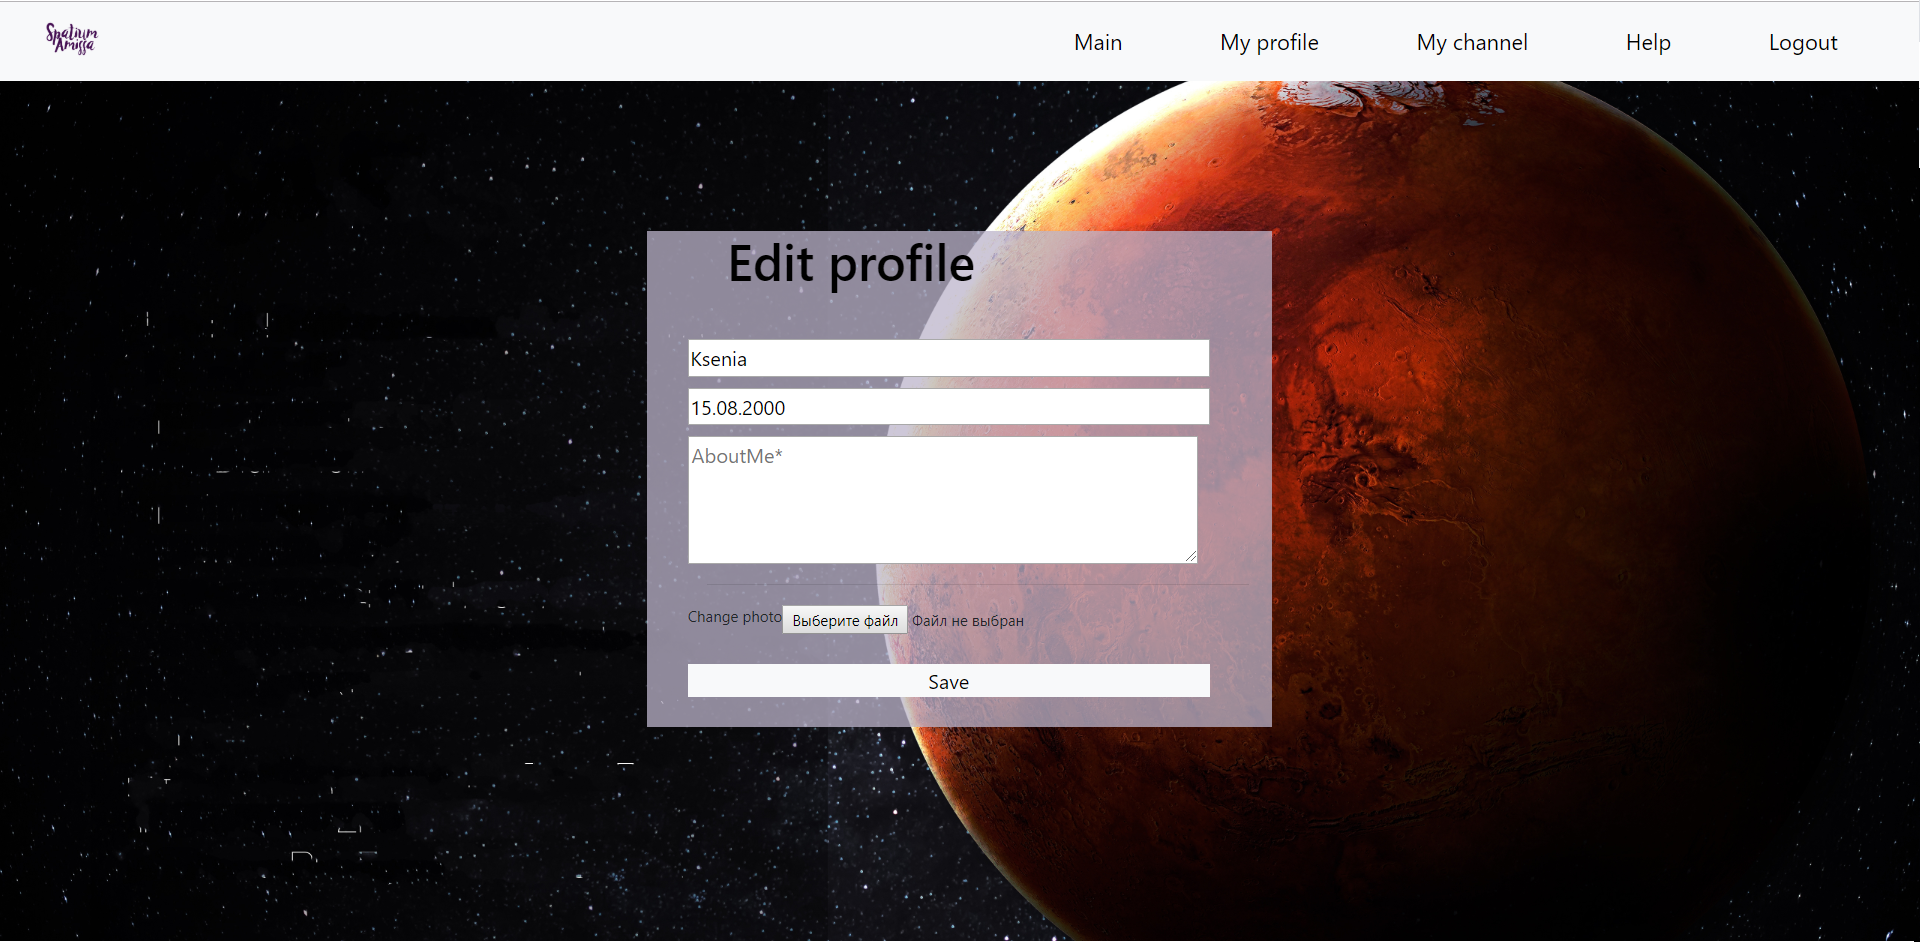 Spatium
Amissa
Main
My profile
My channel
Help
Logout
Edit profile
Ksenia
15.08.2000
AboutMe*
Change photo Выберите файл Файл не выбран
Save